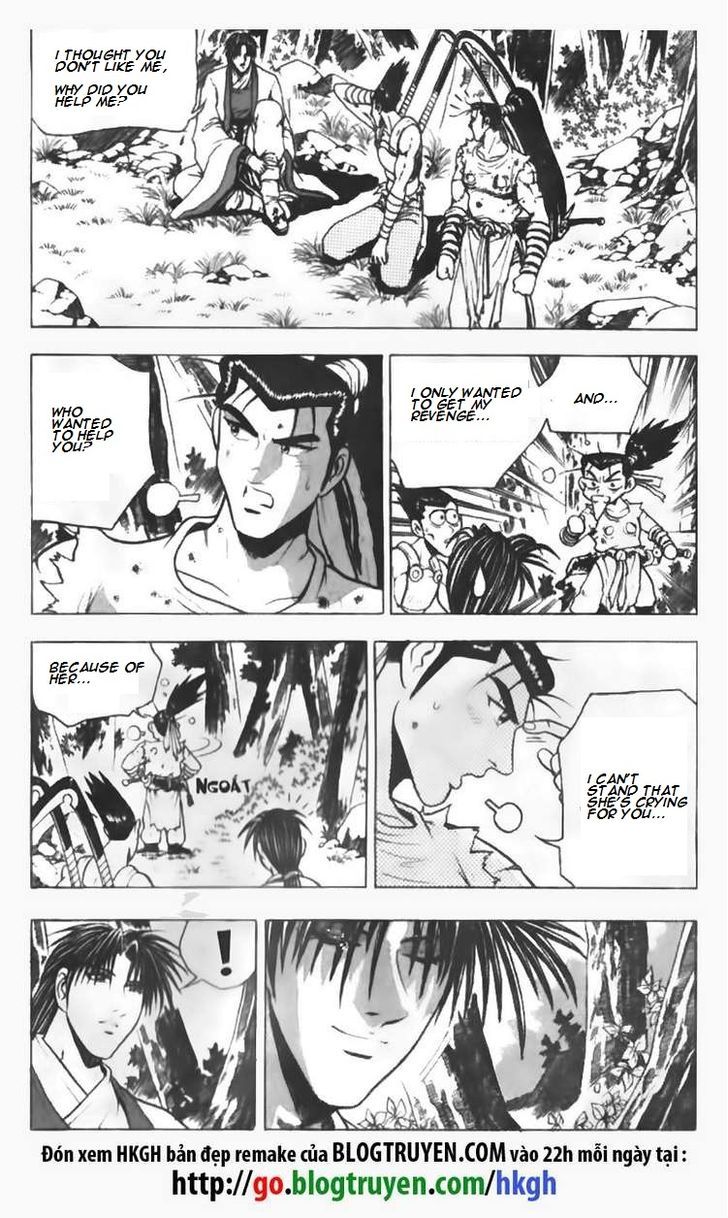 I THOUGHT YOU
DON'T LIKE ME,
WHY DID YOU
HELP ME?
WHO
WANTED
TO HELP
YOU?
I ONLY WANTED
TO GET MY
REVENGE...
AND...
BECAUSE OF
HER...
NGOÁT
I CAN'T
STAND THAT
SHE'S CRYING
FOR YOU...
!
Đón xem HKGH bản đẹp remake của BLOGTRUYEN.COM vào 22h mỗi ngày tại :
http://go.blogtruyen.com/hkgh